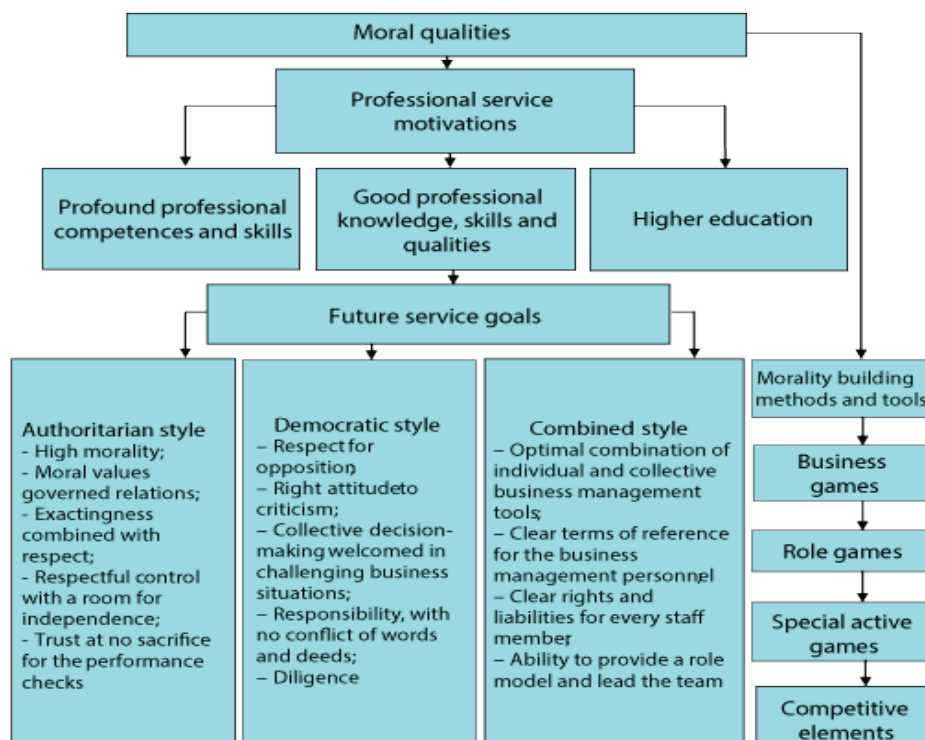 Moral qualities
Professional service
motivations
Profound professional
competences and skills
Good professional
knowledge, skills and
qualities
Higher education
Future service goals
Authoritarian style
- High morality;
- Moral values
governed relations;
- Exactingness
combined with
respect;
- Respectful control
with a room for
independence;
- Trust at no sacrifice
for the performance
checks
Democratic style
– Respect for
opposition;
– Right attitude to
criticism;
– Collective decision-
making welcomed in
challenging business
situations;
– Responsibility, with
no conflict of words
and deeds;
– Diligence
Combined style
– Optimal combination of
individual and collective
business management
tools;
– Clear terms of reference
for the business
management personnel;
– Clear rights and
liabilities for every staff
member;
– Ability to provide a role
model and lead the team
Morality building
methods and tools
Business
games
Role games
Special active
games
Competitive
elements